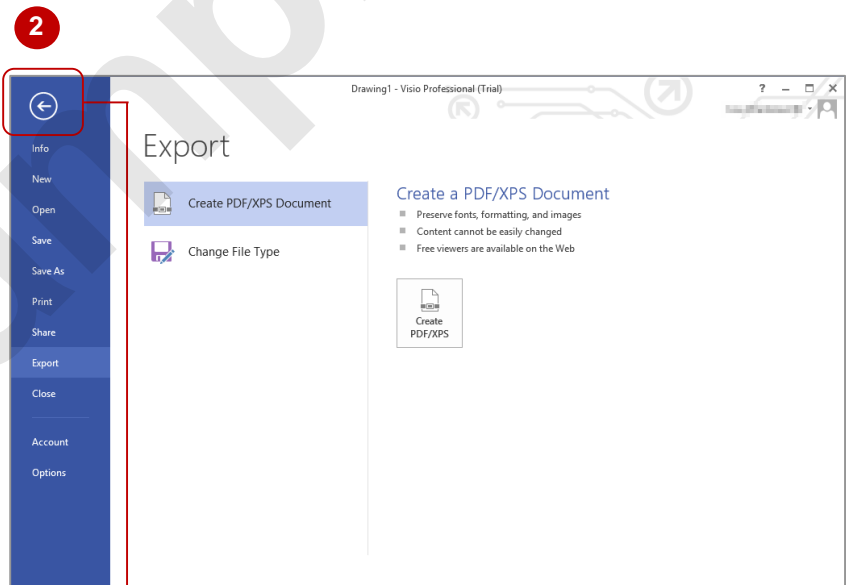 2
Drawing1 - Visio Professional (Trial)
?
Export
Info
New
Open
Save
Save As
Print
Share
Export
Close
Account
Options
Create PDF/XPS Document
Change File Type
Create a PDF/XPS Document
Preserve fonts, formatting, and images
Content cannot be easily changed
Free viewers are available on the Web
Create
PDF/XPS